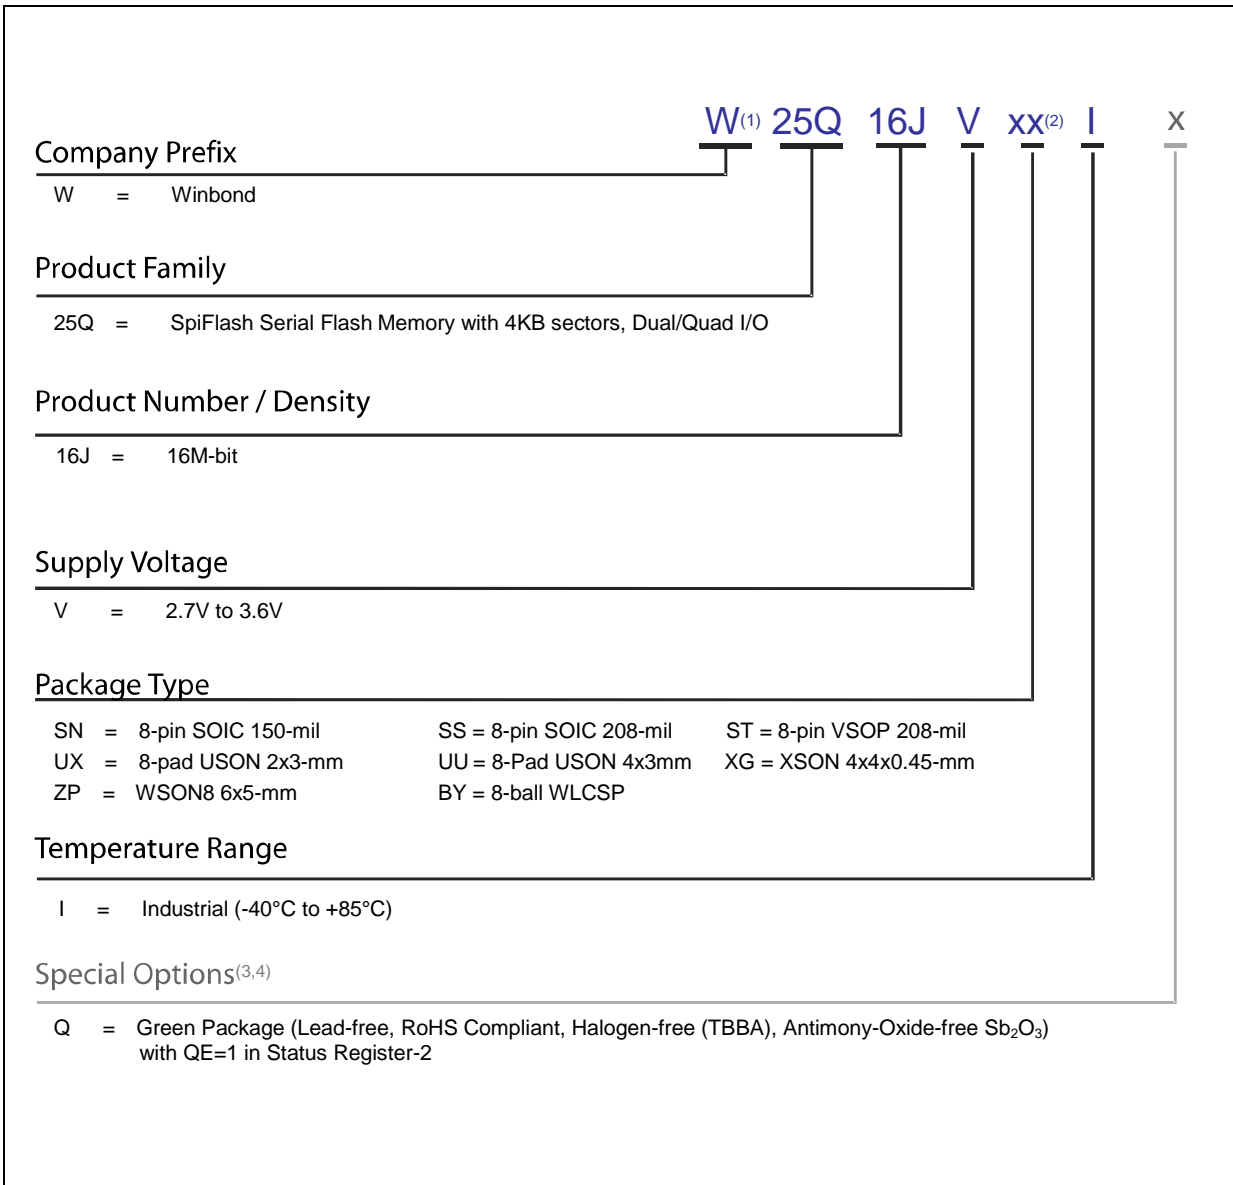 W(1) 25Q 16J V xx(2) I x
Company Prefix
W = Winbond
Product Family
25Q = SpiFlash Serial Flash Memory with 4KB sectors, Dual/Quad I/O
Product Number / Density
16J = 16M-bit
Supply Voltage
V = 2.7V to 3.6V
Package Type
SN = 8-pin SOIC 150-mil SS = 8-pin SOIC 208-mil ST = 8-pin VSOP 208-mil
UX = 8-pad USON 2x3-mm UU = 8-Pad USON 4x3mm XG = XSON 4x4x0.45-mm
ZP = WSON8 6x5-mm BY = 8-ball WLCSP
Temperature Range
I = Industrial (-40°C to +85°C)
Special Options(3,4)
Q = Green Package (Lead-free, RoHS Compliant, Halogen-free (TBBA), Antimony-Oxide-free Sb₂O₃)
with QE=1 in Status Register-2